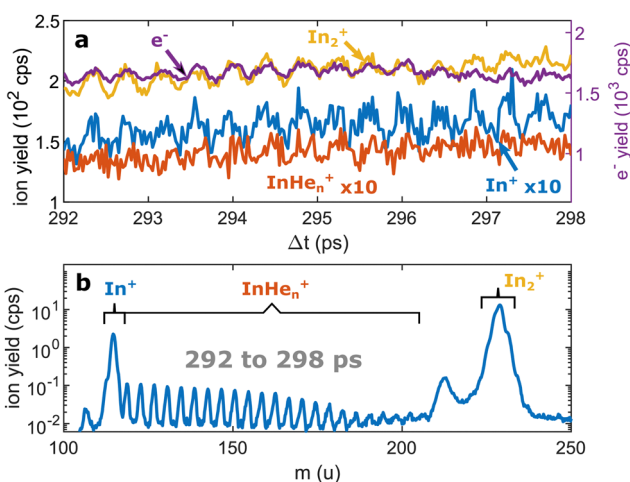 a
2.5
2
1.5
1
ion yield (10² cps)
e⁻
In₂⁺
InHeₙ⁺ x10
In⁺ x10
1.5
1
2
e⁻ yield (10³ cps)
292 293 294 295 296 297 298
Δt (ps)
b
In⁺
InHeₙ⁺
In₂⁺
292 to 298 ps
10¹
10⁰
10⁻¹
10⁻²
ion yield (cps)
100 150 200 250
m (u)